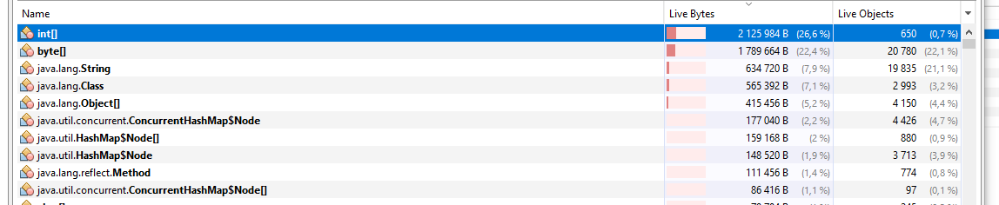 Name Live Bytes Live Objects
int[] 2 125 984 B (26,6 %) 650 (0,7 %)
byte[] 1 789 664 B (22,4 %) 20 780 (22,1 %)
java.lang.String 634 720 B (7,9 %) 19 835 (21,1 %)
java.lang.Class 565 392 B (7,1 %) 2 993 (3,2 %)
java.lang.Object[] 415 456 B (5,2 %) 4 150 (4,4 %)
java.util.concurrent.ConcurrentHashMap$Node 177 040 B (2,2 %) 4 426 (4,7 %)
java.util.HashMap$Node[] 159 168 B (2 %) 880 (0,9 %)
java.util.HashMap$Node 148 520 B (1,9 %) 3 713 (3,9 %)
java.lang.reflect.Method 111 456 B (1,4 %) 774 (0,8 %)
java.util.concurrent.ConcurrentHashMap$Node[] 86 416 B (1,1 %) 97 (0,1 %)